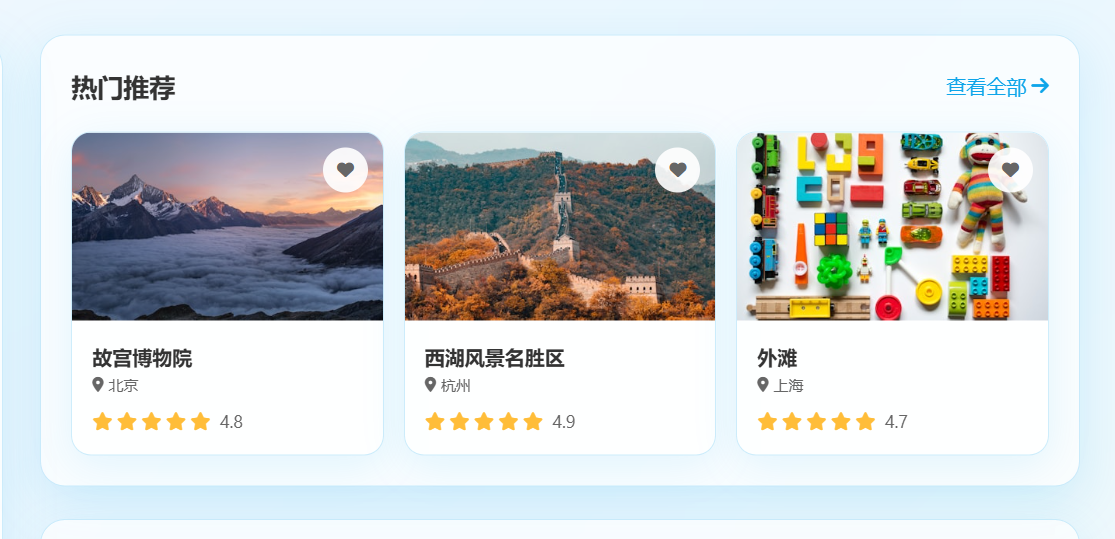 热门推荐
查看全部
故宫博物院
北京
4.8
西湖风景名胜区
杭州
4.9
外滩
上海
4.7